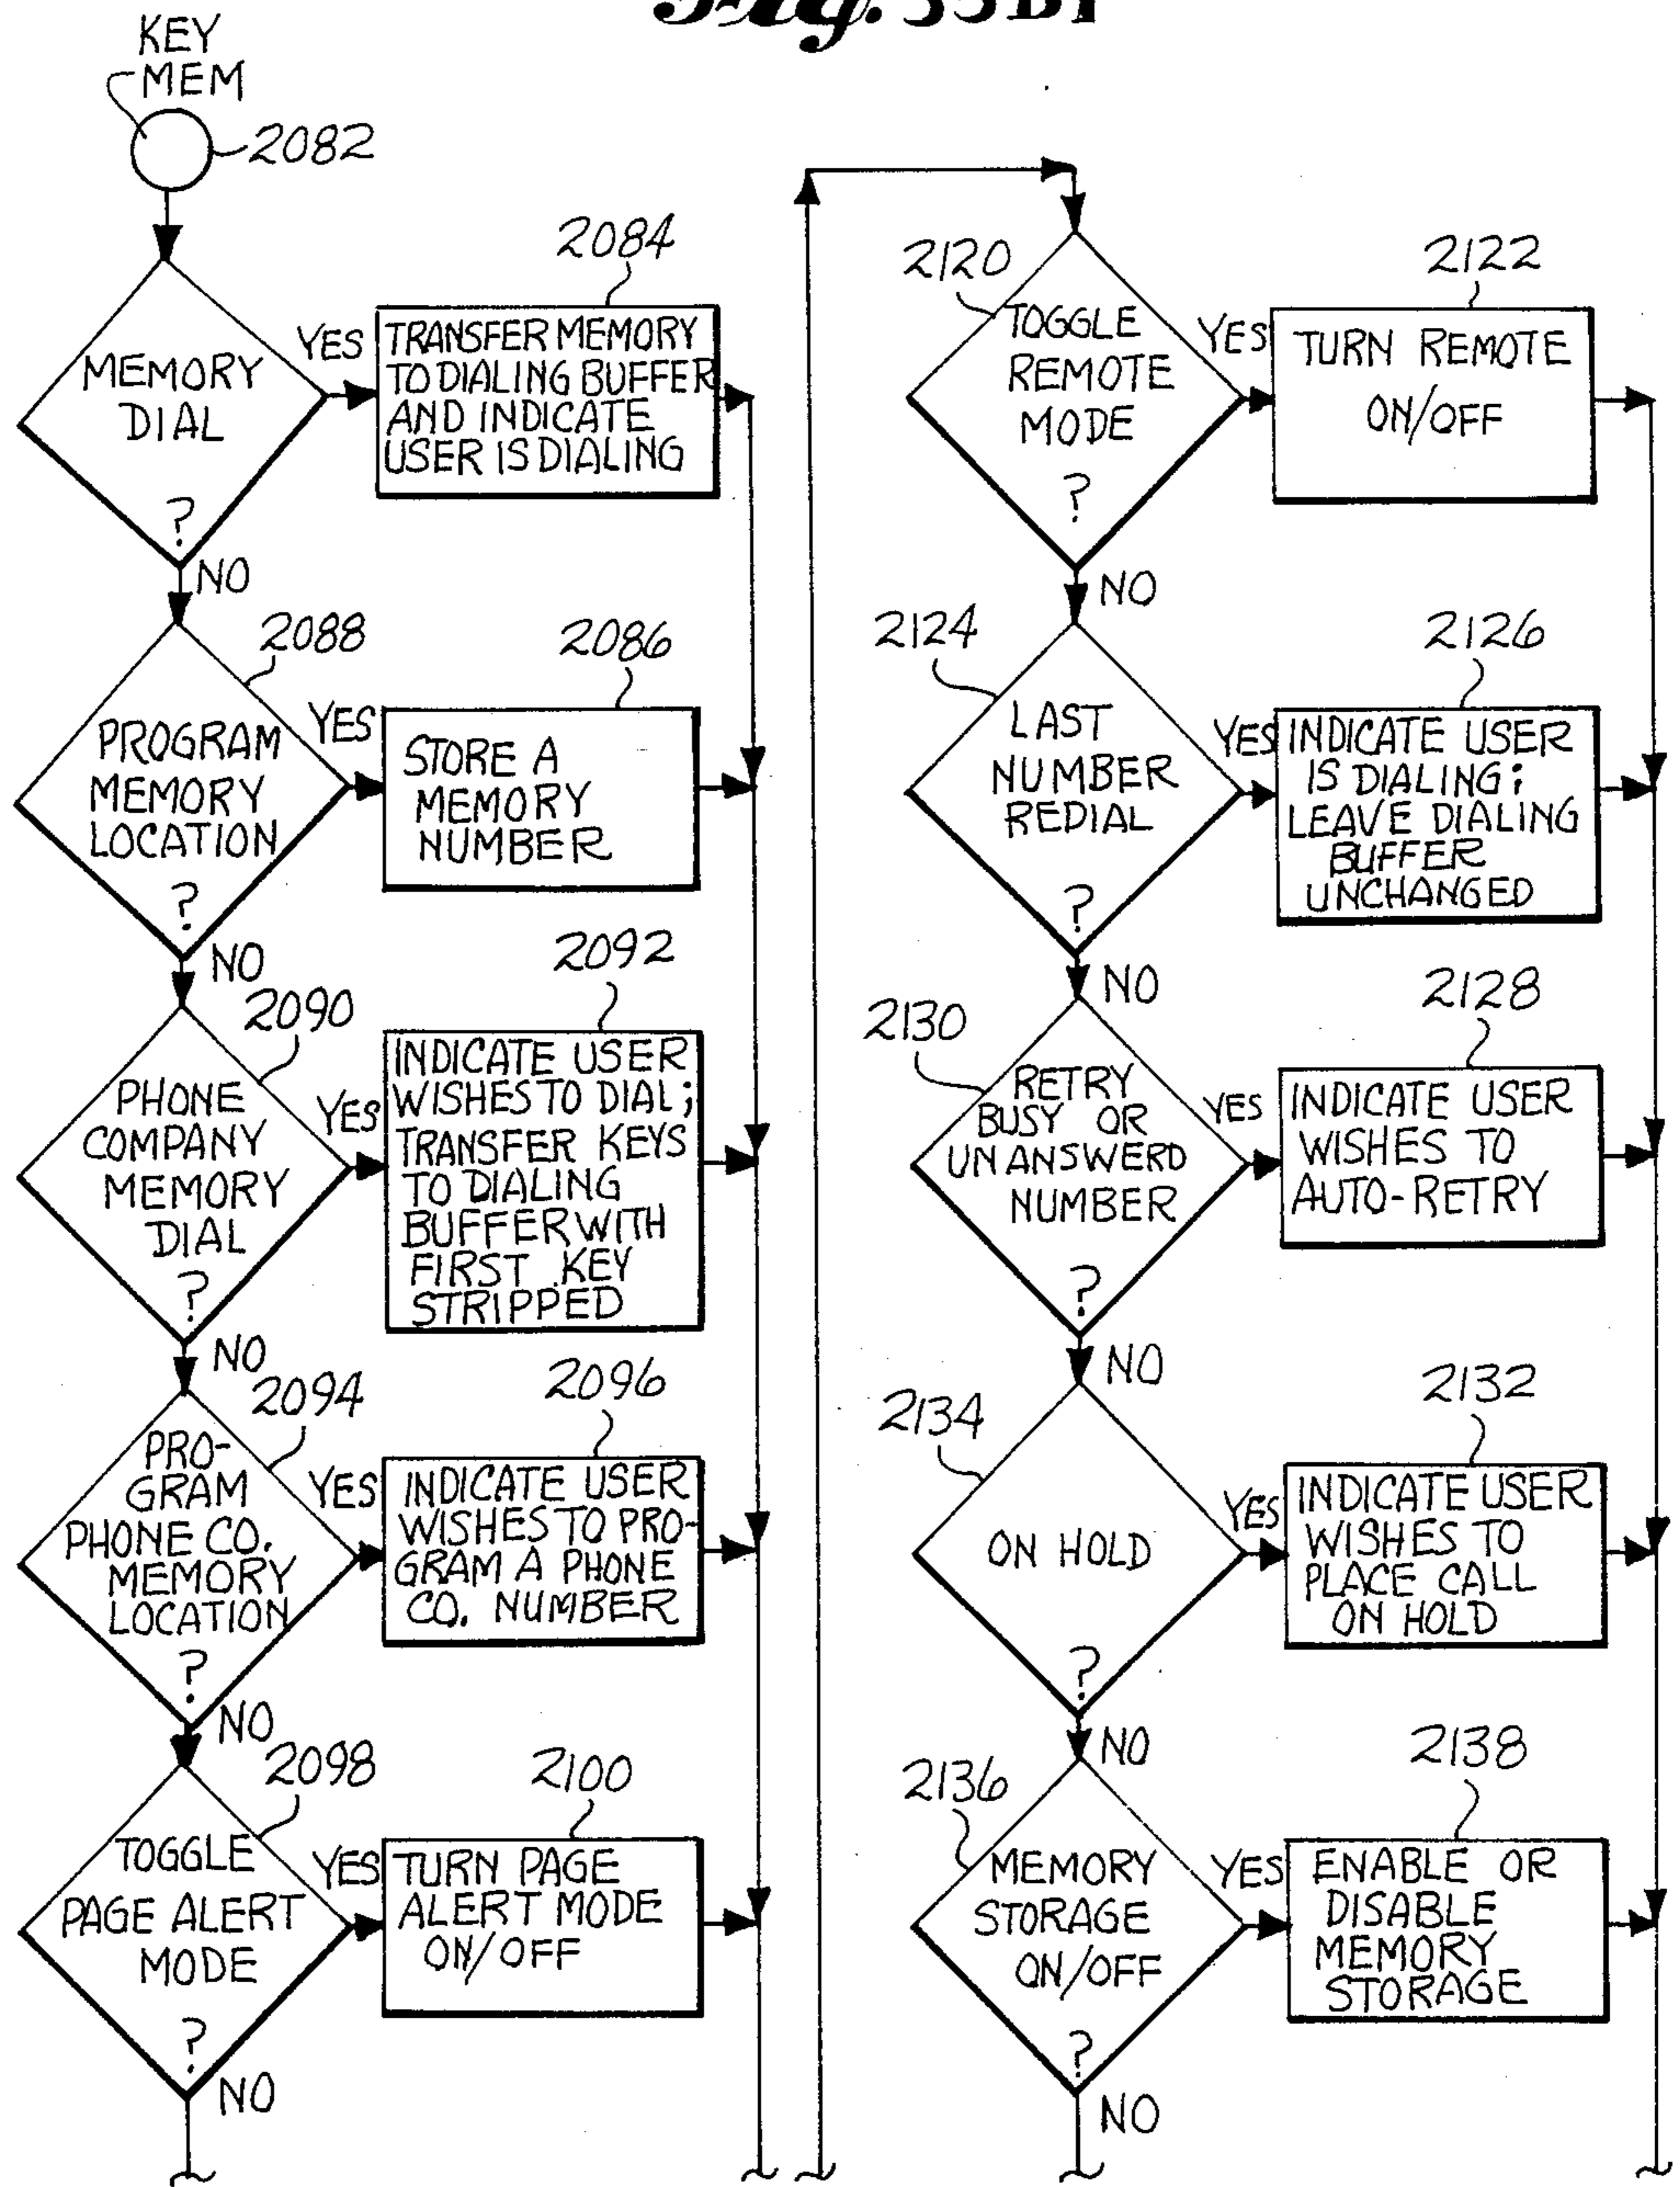 Fig. 35B1
KEY
MEM
2082
MEMORY
DIAL
?
YES
NO
2084
TRANSFER MEMORY
TO DIALING BUFFER
AND INDICATE
USER IS DIALING
2088
PROGRAM
MEMORY
LOCATION
?
YES
NO
2086
STORE A
MEMORY
NUMBER
2090
PHONE
COMPANY
MEMORY
DIAL
?
YES
NO
2092
INDICATE USER
WISHES TO DIAL;
TRANSFER KEYS
TO DIALING
BUFFER WITH
FIRST KEY
STRIPPED
2094
PRO-
GRAM
PHONE CO.
MEMORY
LOCATION
?
YES
NO
2096
INDICATE USER
WISHES TO PRO-
GRAM A PHONE
CO. NUMBER
2098
TOGGLE
PAGE ALERT
MODE
?
YES
NO
2100
TURN PAGE
ALERT MODE
ON/OFF
2120
TOGGLE
REMOTE
MODE
?
YES
NO
2122
TURN REMOTE
ON/OFF
2124
LAST
NUMBER
REDIAL
?
YES
NO
2126
INDICATE USER
IS DIALING;
LEAVE DIALING
BUFFER
UNCHANGED
2130
RETRY
BUSY OR
UNANSWERD
NUMBER
?
YES
NO
2128
INDICATE USER
WISHES TO
AUTO-RETRY
2134
ON HOLD
?
YES
NO
2132
INDICATE USER
WISHES TO
PLACE CALL
ON HOLD
2136
MEMORY
STORAGE
ON/OFF
?
YES
NO
2138
ENABLE OR
DISABLE
MEMORY
STORAGE